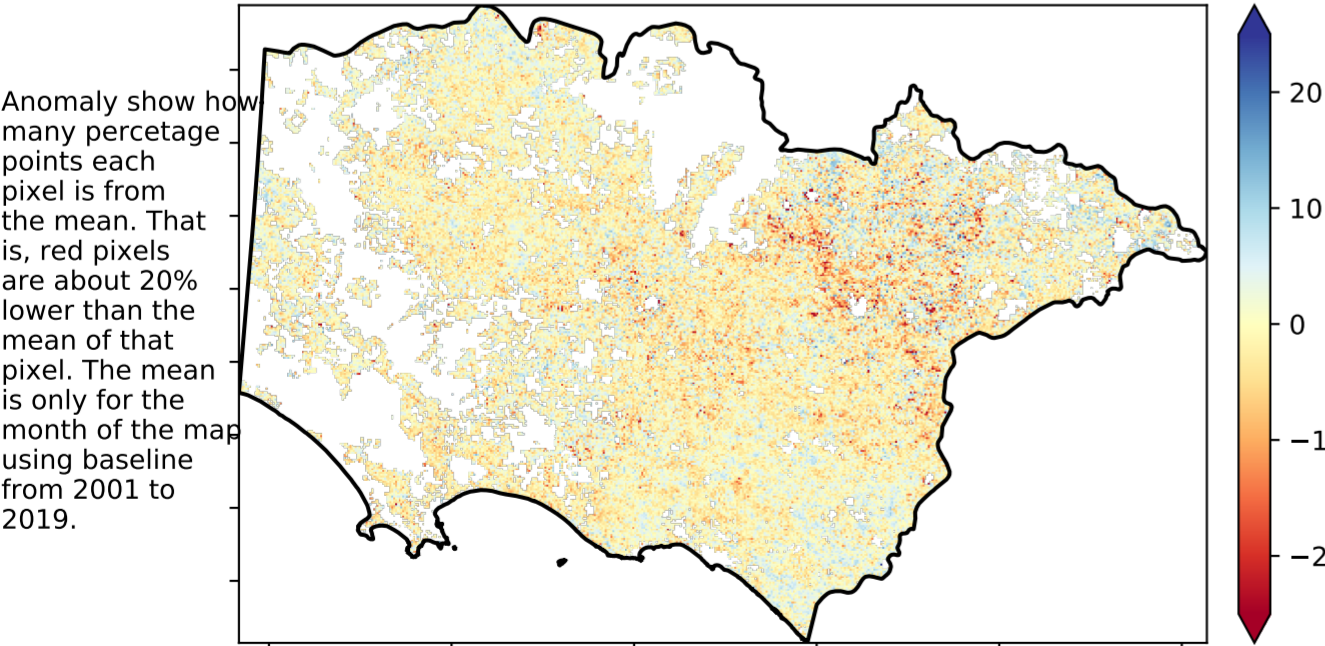 Anomaly show how
many percetage
points each
pixel is from
the mean. That
is, red pixels
are about 20%
lower than the
mean of that
pixel. The mean
is only for the
month of the map
using baseline
from 2001 to
2019.
20
10
0
−1
−2